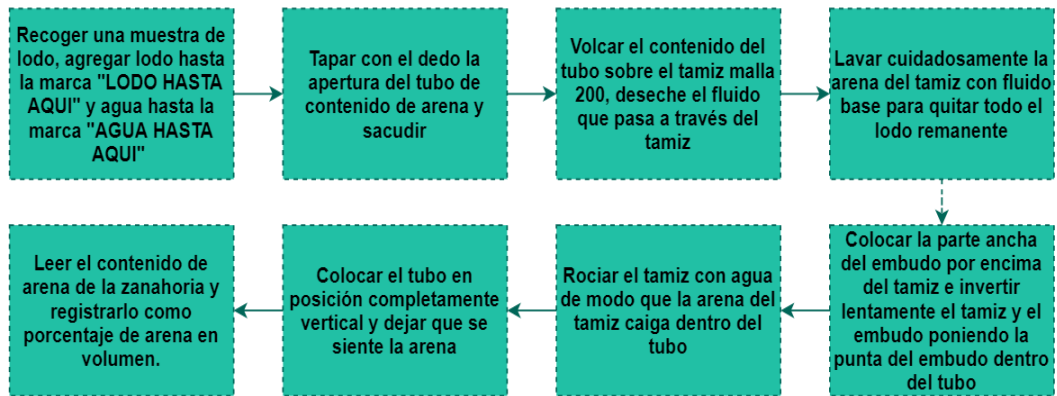 Recoger una muestra de
lodo, agregar lodo hasta
la marca "LODO HASTA
AQUI" y agua hasta la
marca "AGUA HASTA
AQUI"
Tapar con el dedo la
apertura del tubo de
contenido de arena y
sacudir
Volcar el contenido del
tubo sobre el tamiz malla
200, deseche el fluido
que pasa a través del
tamiz
Lavar cuidadosamente la
arena del tamiz con fluido
base para quitar todo el
lodo remanente
Colocar la parte ancha
del embudo por encima
del tamiz e invertir
lentamente el tamiz y el
embudo poniendo la
punta del embudo dentro
del tubo
Rociar el tamiz con agua
de modo que la arena del
tamiz caiga dentro del
tubo
Colocar el tubo en
posición completamente
vertical y dejar que se
siente la arena
Leer el contenido de
arena de la zanahoria y
registrarlo como
porcentaje de arena en
volumen.